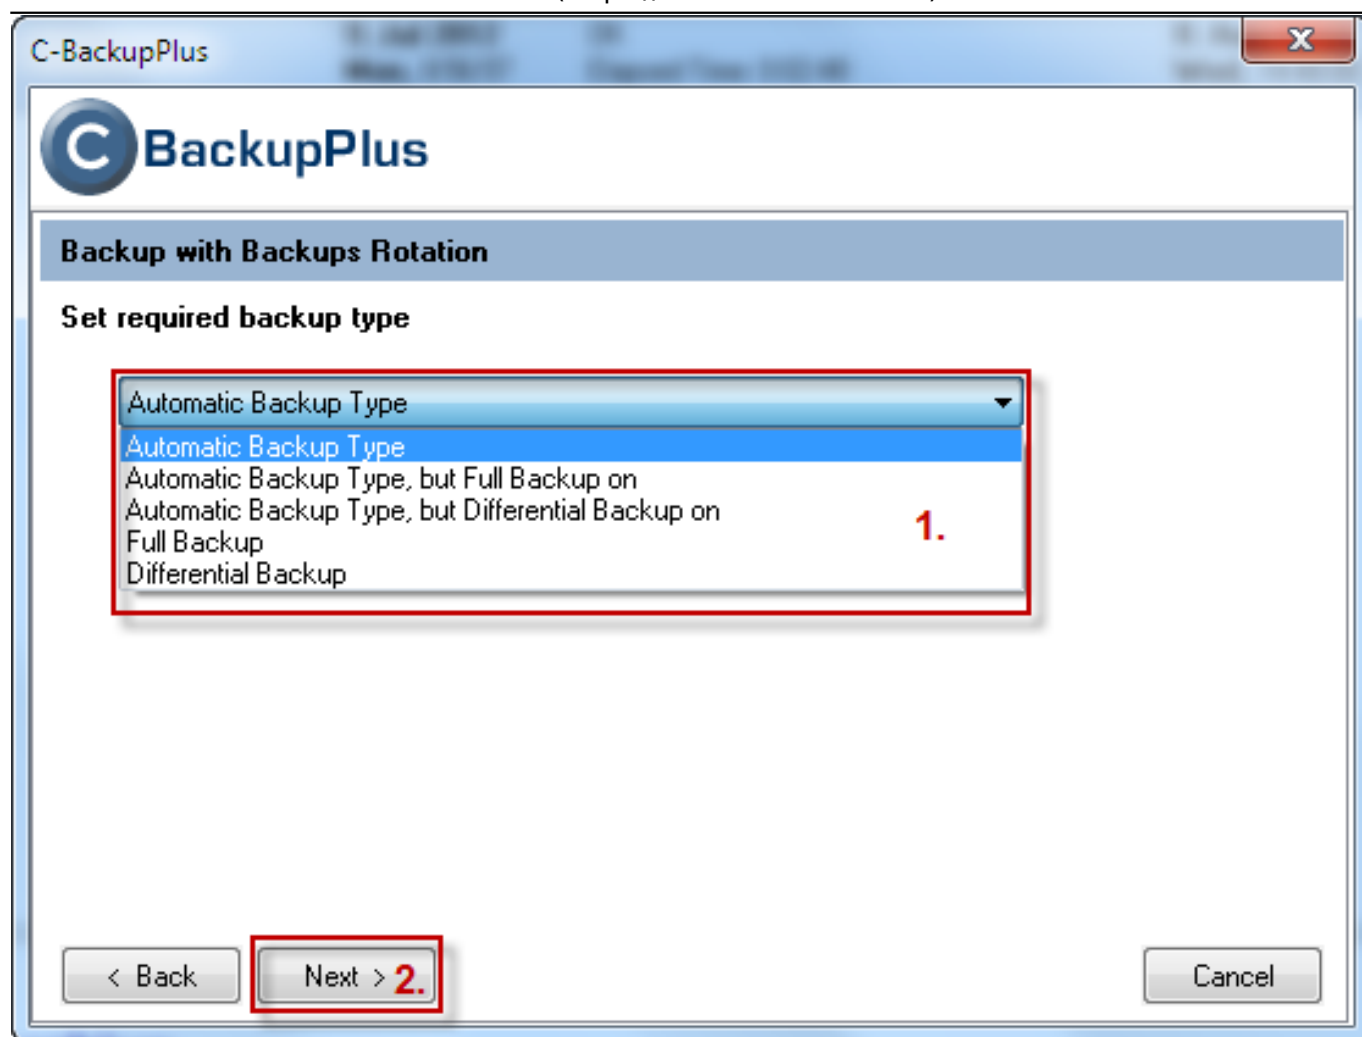 C-BackupPlus
C BackupPlus
Backup with Backups Rotation
Set required backup type
Automatic Backup Type
Automatic Backup Type
Automatic Backup Type, but Full Backup on
Automatic Backup Type, but Differential Backup on
1.
Full Backup
Differential Backup
< Back
Next > 2.
Cancel